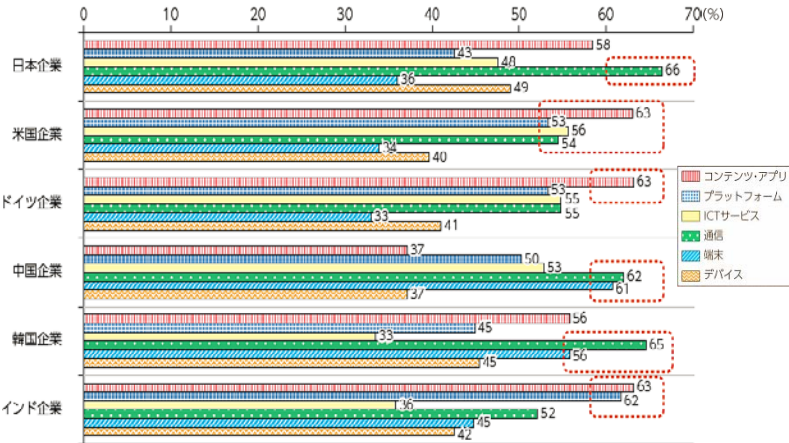 0 10 20 30 40 50 60 70(%)
日本企業
58
43
48
66
36
49
米国企業
63
53
56
54
34
40
ドイツ企業
63
53
55
55
33
41
中国企業
37
50
53
62
61
37
韓国企業
56
45
33
65
56
45
インド企業
63
62
36
52
45
42
コンテンツ・アプリ
プラットフォーム
ICTサービス
通信
端末
デバイス